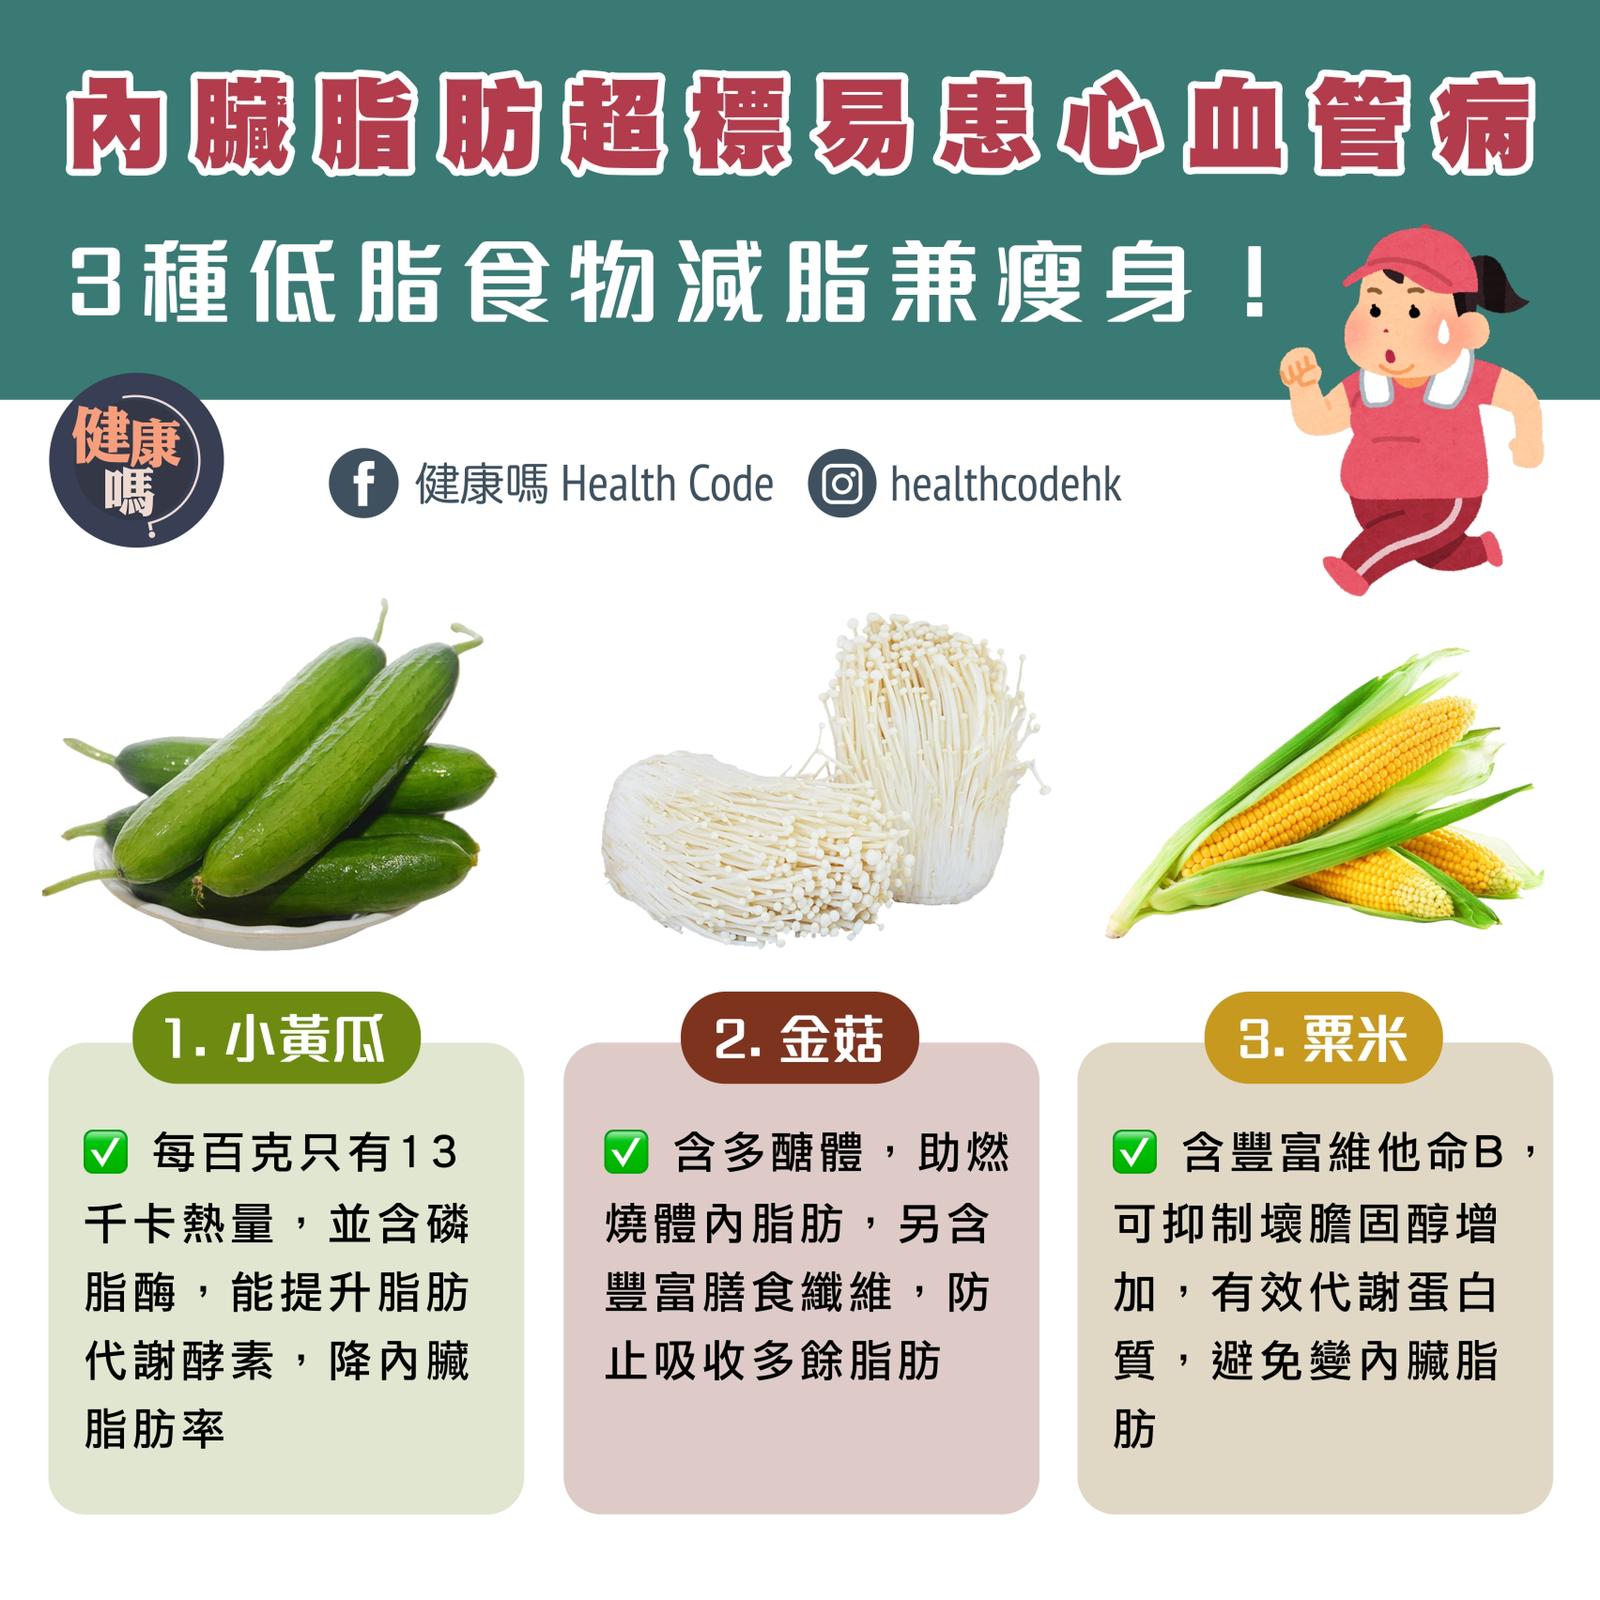 內臟脂肪超標易患心血管病
3種低脂食物減脂兼瘦身！
健康
嗎?
健康嗎 Health Code
healthcodehk
1. 小黃瓜
✅ 每百克只有13
千卡熱量，並含磷
脂酶，能提升脂肪
代謝酵素，降內臟
脂肪率
2. 金菇
✅ 含多醣體，助燃
燒體內脂肪，另含
豐富膳食纖維，防
止吸收多餘脂肪
3. 粟米
✅ 含豐富維他命B，
可抑制壞膽固醇增
加，有效代謝蛋白
質，避免變內臟脂
肪